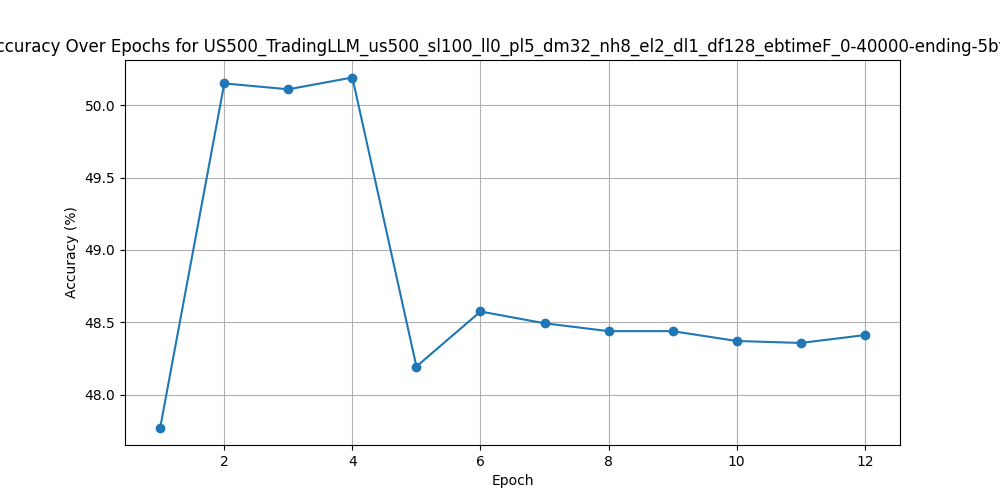 ccuracy Over Epochs for US500_TradingLLM_us500_sl100_ll0_pl5_dm32_nh8_el2_dl1_df128_ebtimeF_0-40000-ending-5b
50.0
49.5
49.0
48.5
48.0
Accuracy (%)
2 4 6 8 10 12
Epoch